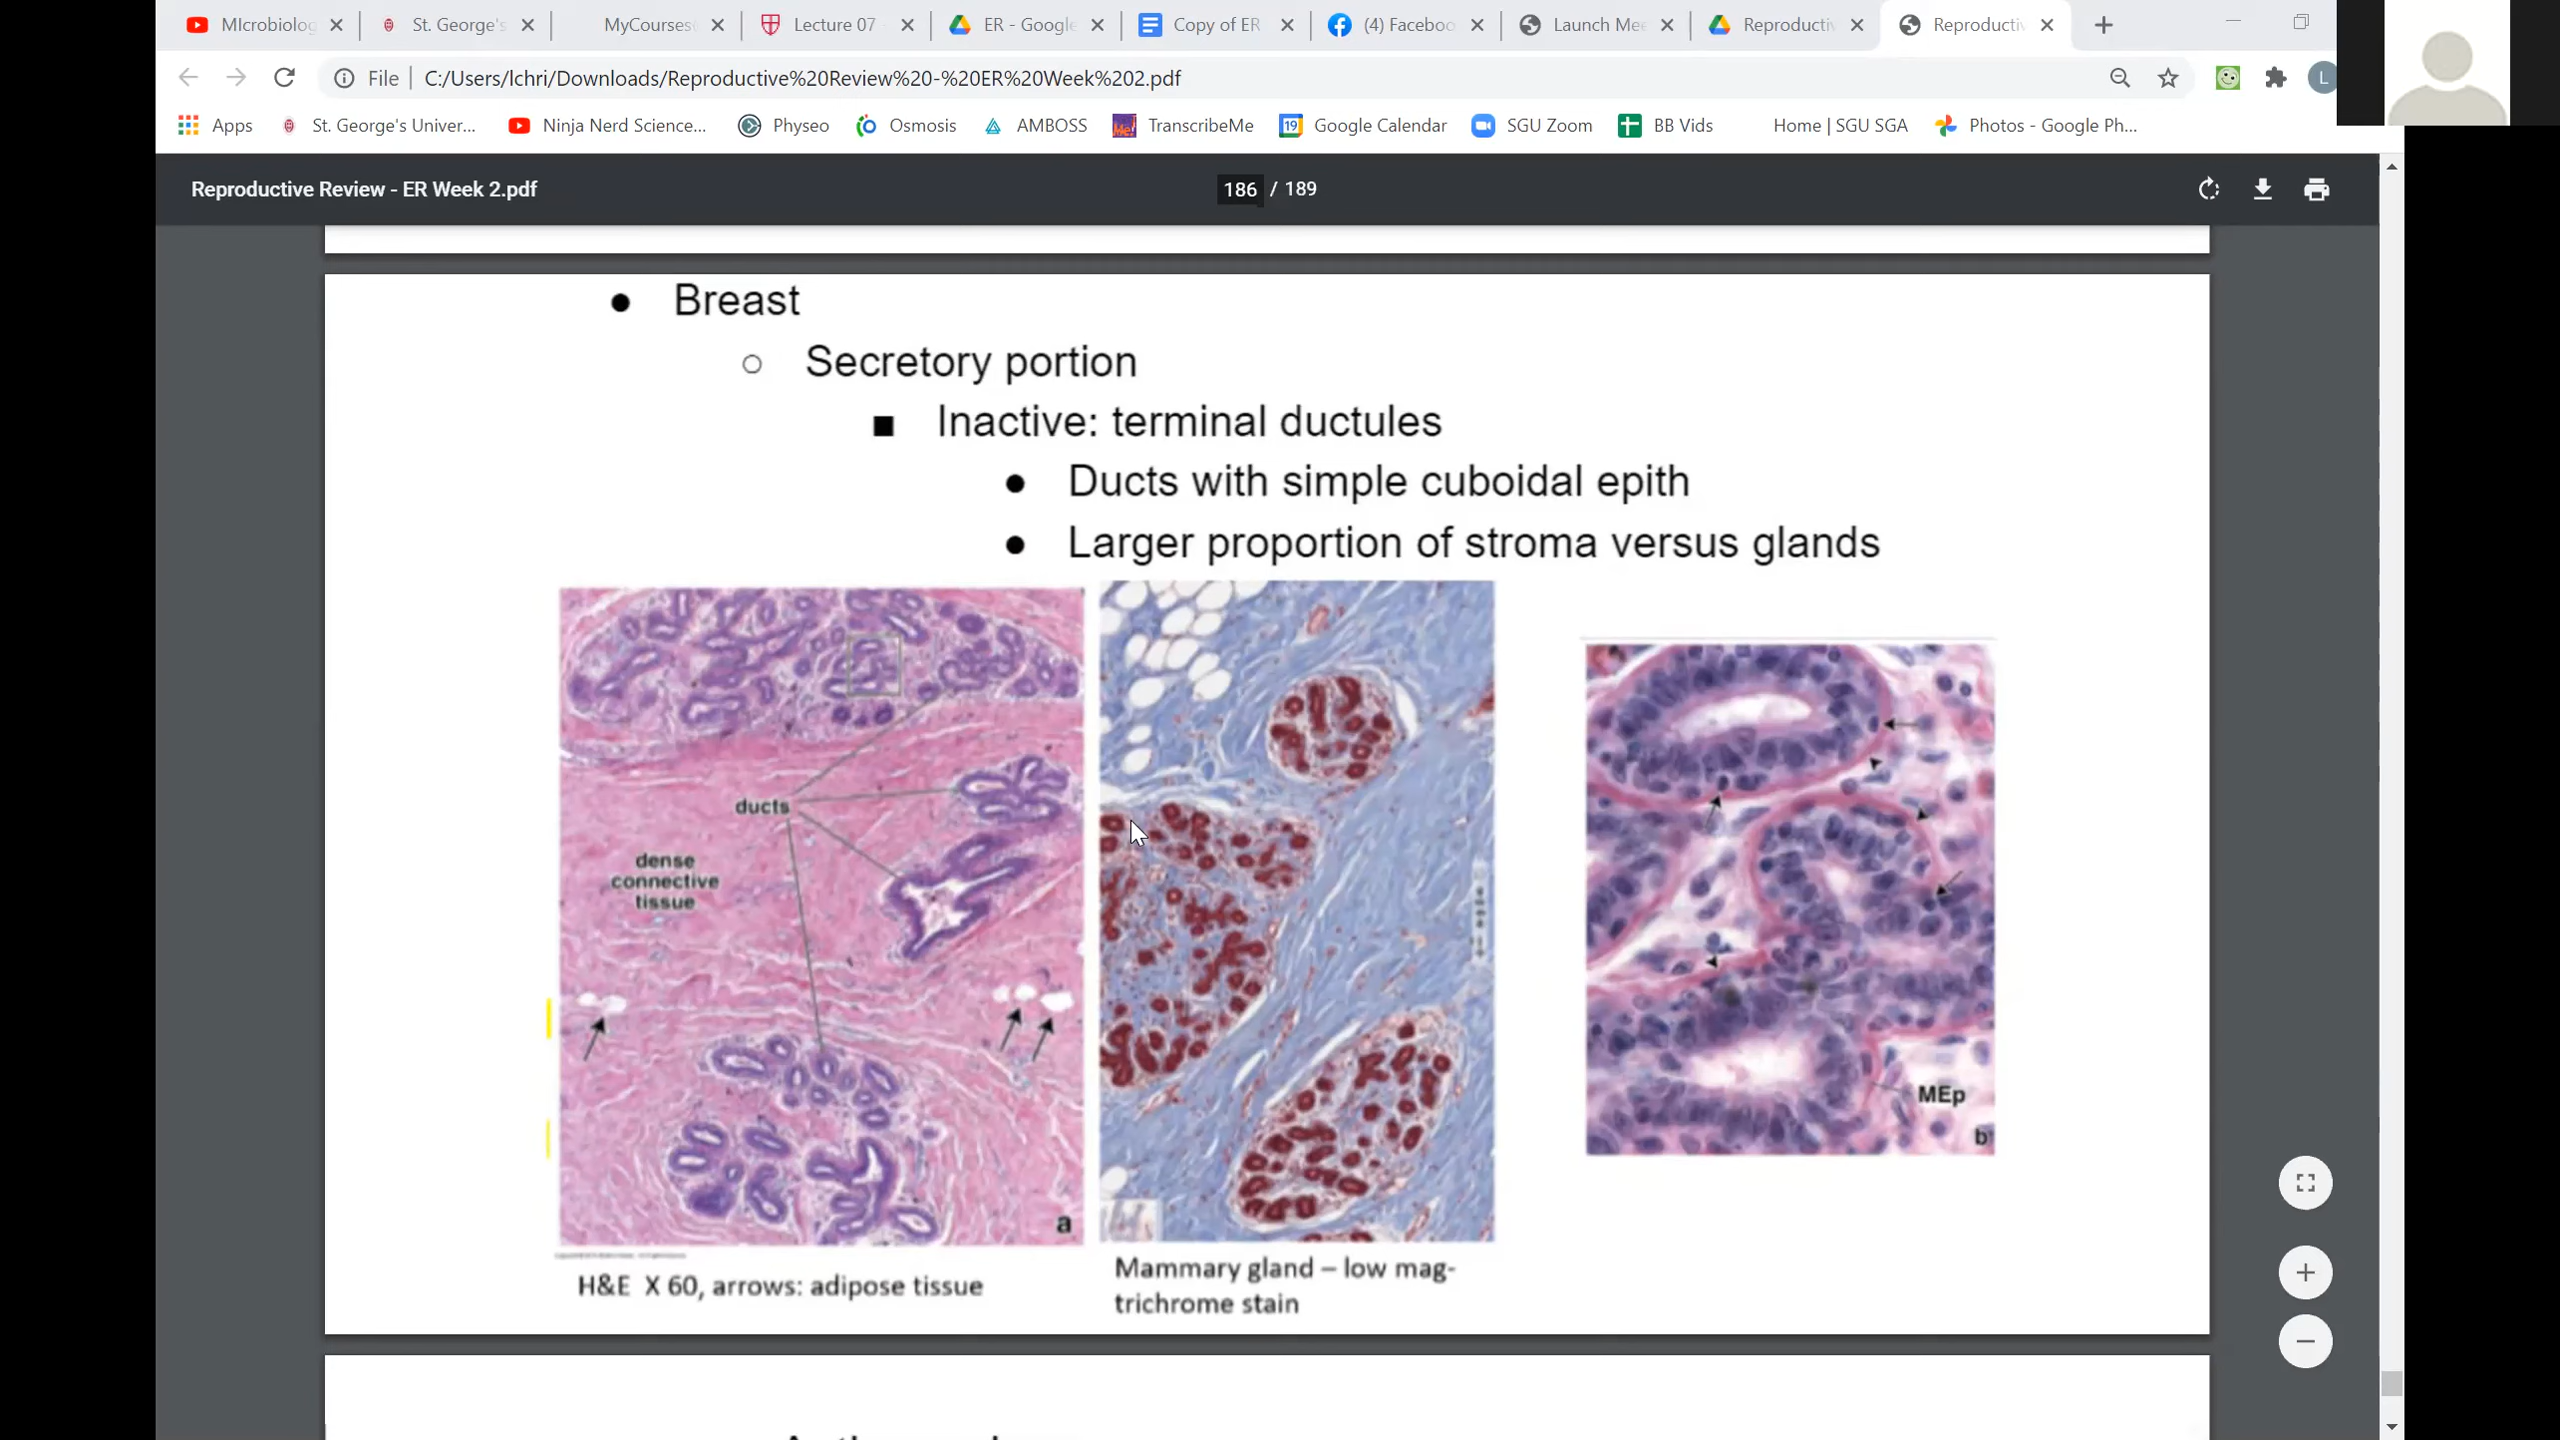 MIcrobiolog
St. George's
MyCourses
Lecture 07 -
ER - Google
Copy of ER
(4) Faceboo
Launch Mee
Reproductiv
Reproductiv
File
C:/Users/lchri/Downloads/Reproductive%20Review%20-%20ER%20Week%202.pdf
L
Apps
St. George's Univer...
Ninja Nerd Science...
Physeo
Osmosis
AMBOSS
TranscribeMe
19
Google Calendar
SGU Zoom
BB Vids
Home | SGU SGA
Photos - Google Ph...
Reproductive Review - ER Week 2.pdf
186 / 189
● Breast
○ Secretory portion
■ Inactive: terminal ductules
● Ducts with simple cuboidal epith
● Larger proportion of stroma versus glands
ducts
dense
connective
tissue
a
MEp
b
H&E X 60, arrows: adipose tissue
Mammary gland – low mag-
trichrome stain